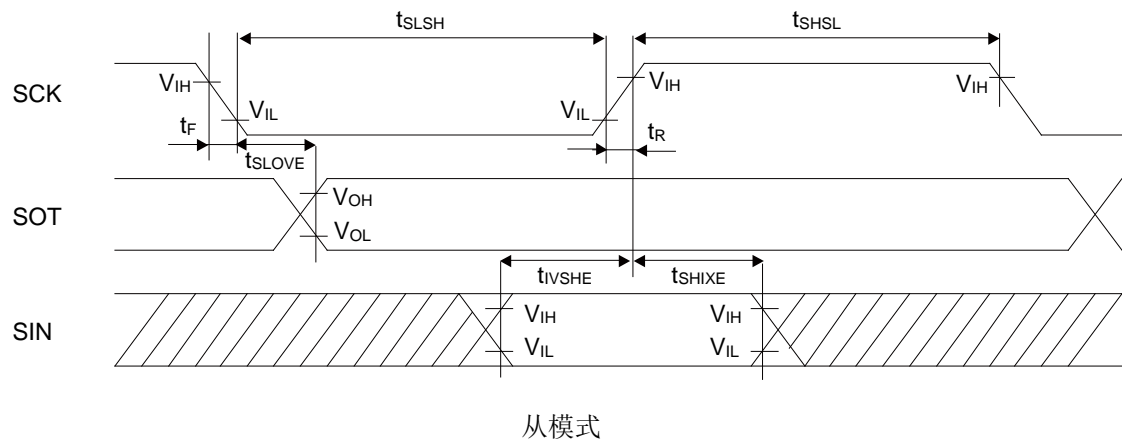 tSLSH
tSHSL
SCK
VIH
VIL
VIL
VIH
VIH
tF
tR
tSLOVE
SOT
VOH
VOL
tIVSHE
tSHIXE
SIN
VIH
VIH
VIL
VIL
从模式